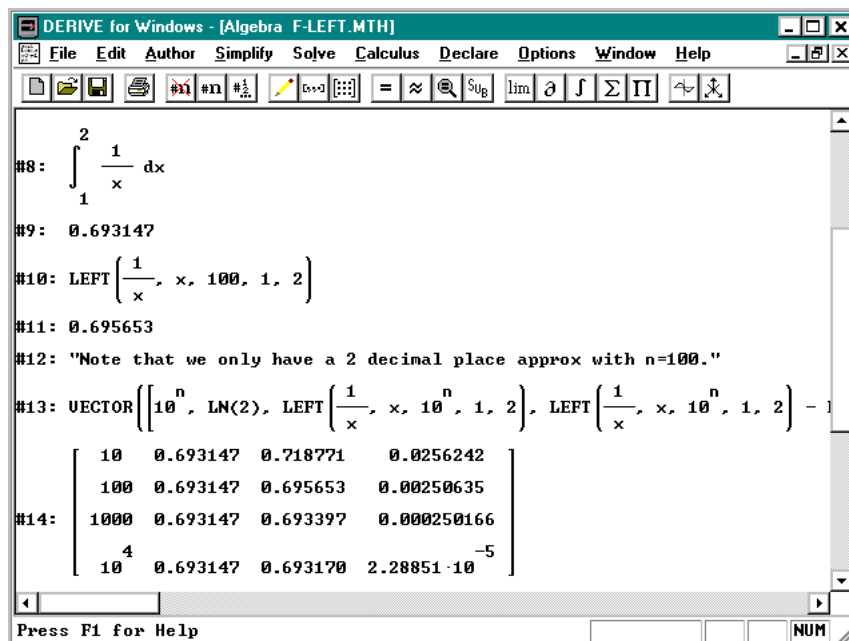 DERIVE for Windows - [Algebra F-LEFT.MTH]
File Edit Author Simplify Solve Calculus Declare Options Window Help
#n #n #½ = ≈ SUB lim ∂ ∫ Σ Π
#8: ∫₁² 1/x dx
#9: 0.693147
#10: LEFT(1/x, x, 100, 1, 2)
#11: 0.695653
#12: "Note that we only have a 2 decimal place approx with n=100."
#13: VECTOR([10^n, LN(2), LEFT(1/x, x, 10^n, 1, 2), LEFT(1/x, x, 10^n, 1, 2) -
#14:
10 0.693147 0.718771 0.0256242
100 0.693147 0.695653 0.00250635
1000 0.693147 0.693397 0.000250166
10^4 0.693147 0.693170 2.28851·10^-5
Press F1 for Help NUM